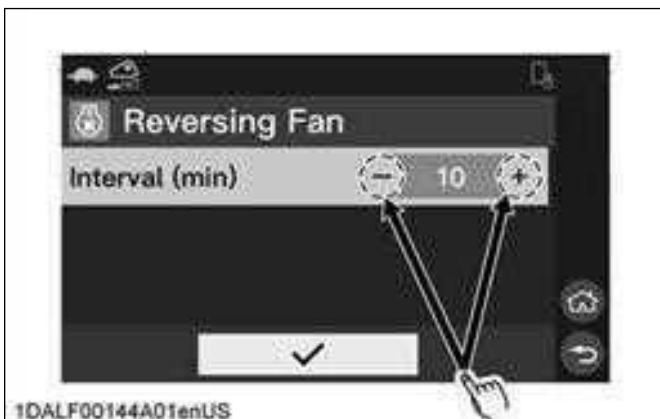 Reversing Fan
Interval (min) − 10 +
1DALF00144A01enUS